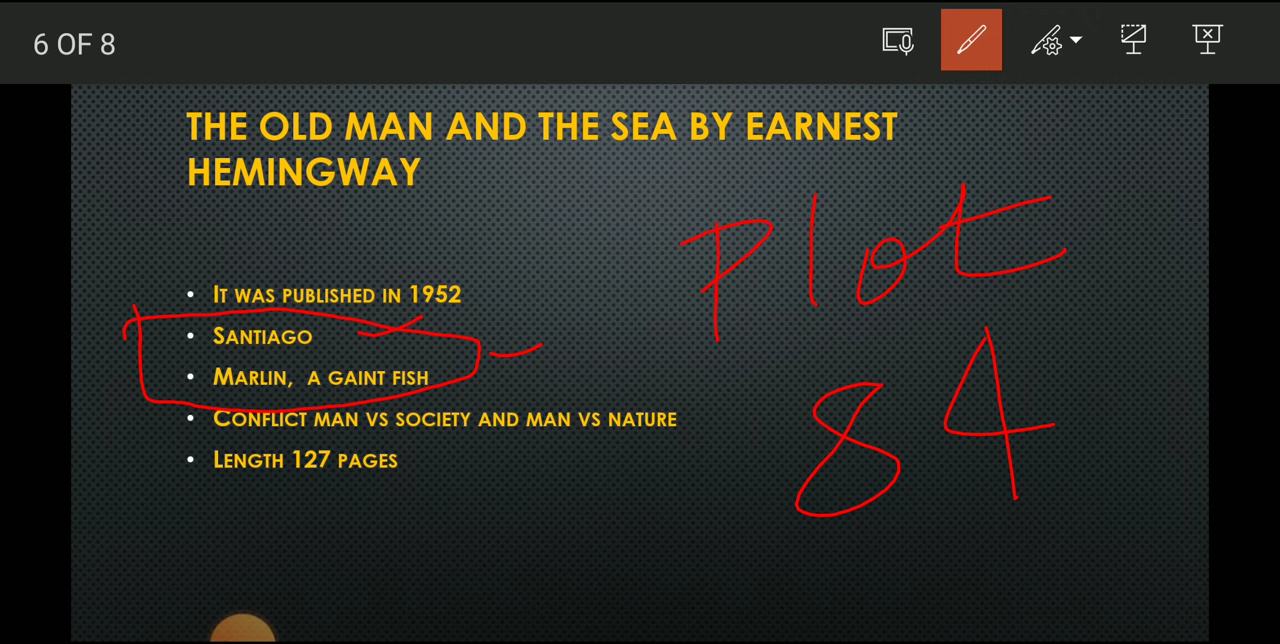 6 OF 8
THE OLD MAN AND THE SEA BY EARNEST
HEMINGWAY
Plot
• IT WAS PUBLISHED IN 1952
• SANTIAGO
• MARLIN, A GAINT FISH
84
• CONFLICT MAN VS SOCIETY AND MAN VS NATURE
• LENGTH 127 PAGES